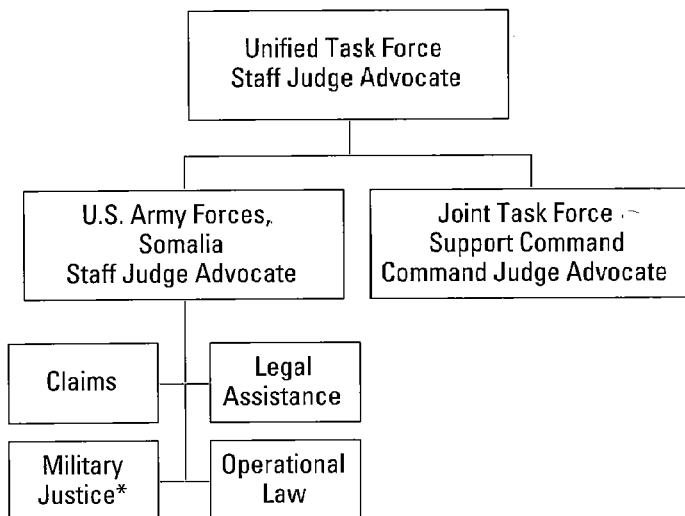 Unified Task Force
Staff Judge Advocate
U.S. Army Forces,
Somalia
Staff Judge Advocate
Joint Task Force
Support Command
Command Judge Advocate
Claims
Legal
Assistance
Military
Justice*
Operational
Law